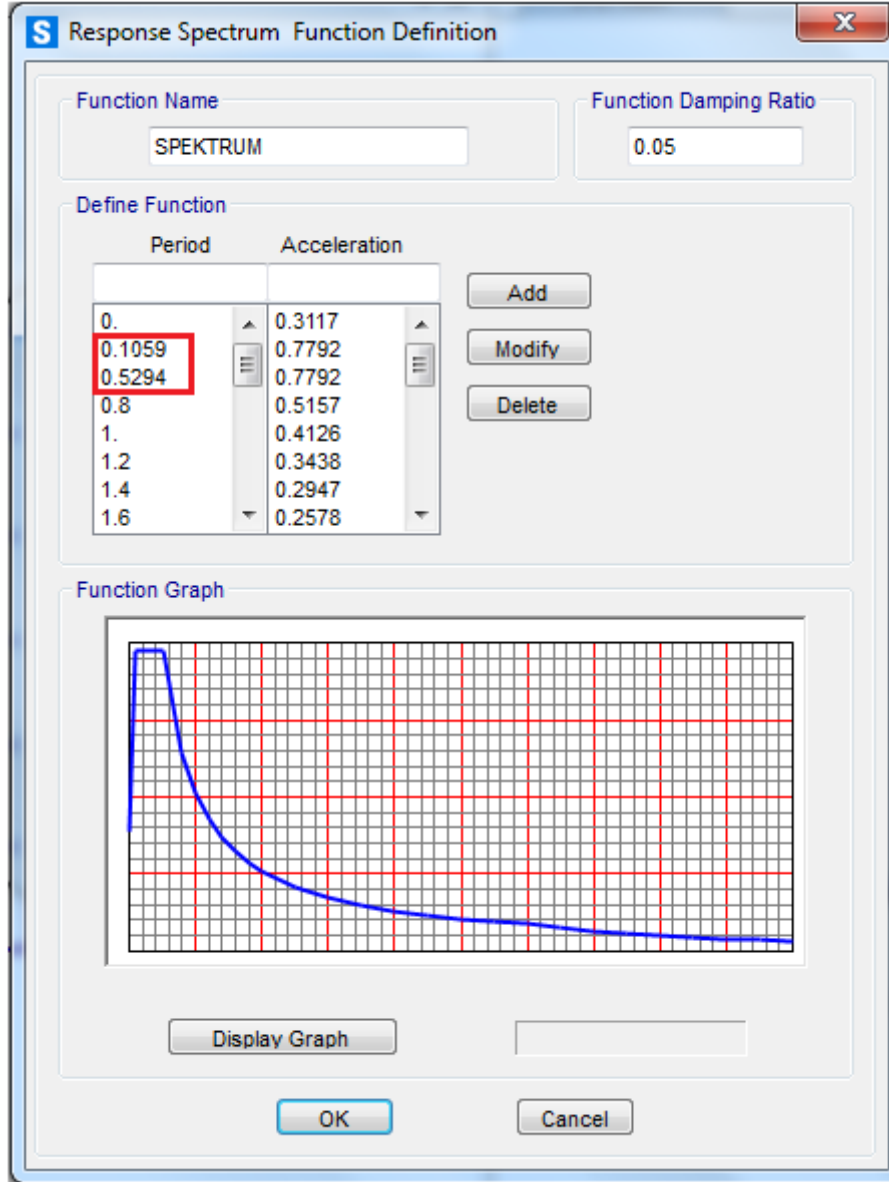 S Response Spectrum Function Definition
Function Name
Function Damping Ratio
SPEKTRUM
0.05
Define Function
Period Acceleration
Add
0. 0.3117
0.1059 0.7792
Modify
0.5294 0.7792
0.8 0.5157
Delete
1. 0.4126
1.2 0.3438
1.4 0.2947
1.6 0.2578
Function Graph
Display Graph
OK Cancel